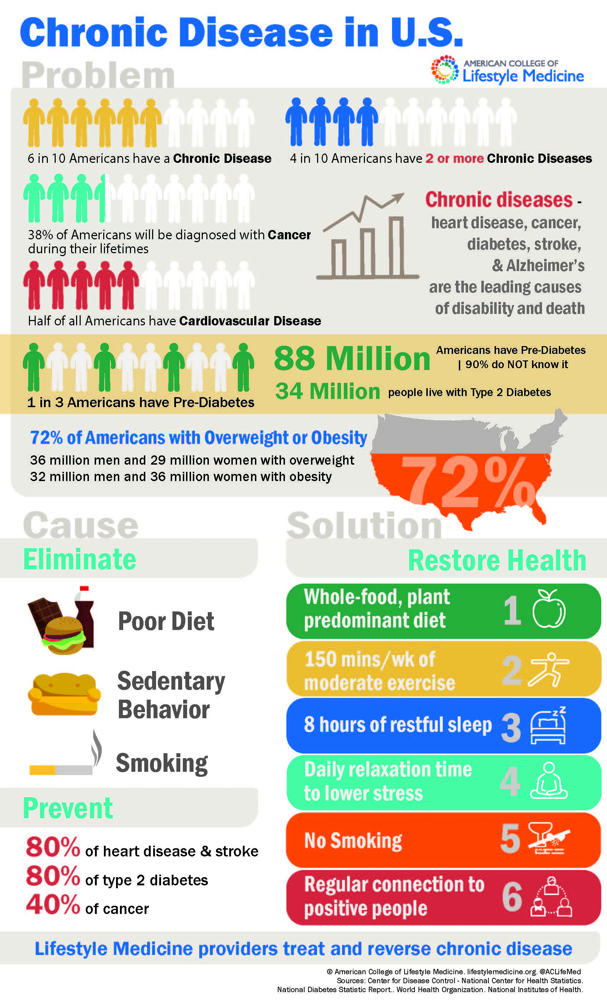 Chronic Disease in U.S.
Problem
AMERICAN COLLEGE OF
Lifestyle Medicine
6 in 10 Americans have a Chronic Disease
4 in 10 Americans have 2 or more Chronic Diseases
38% of Americans will be diagnosed with Cancer
during their lifetimes
Chronic diseases -
heart disease, cancer,
diabetes, stroke,
& Alzheimer's
are the leading causes
of disability and death
Half of all Americans have Cardiovascular Disease
1 in 3 Americans have Pre-Diabetes
88 Million Americans have Pre-Diabetes
| 90% do NOT know it
34 Million people live with Type 2 Diabetes
72% of Americans with Overweight or Obesity
36 million men and 29 million women with overweight
32 million men and 36 million women with obesity
72%
Cause
Eliminate
Poor Diet
Sedentary
Behavior
Smoking
Prevent
80% of heart disease & stroke
80% of type 2 diabetes
40% of cancer
Solution
Restore Health
Whole-food, plant
predominant diet
1
150 mins/wk of
moderate exercise
2
8 hours of restful sleep 3
zz
Daily relaxation time
to lower stress
4
No Smoking 5
Regular connection to
positive people
6
Lifestyle Medicine providers treat and reverse chronic disease
© American College of Lifestyle Medicine. lifestylemedicine.org. @ACLifeMed
Sources: Center for Disease Control - National Center for Health Statistics.
National Diabetes Statistic Report.. World Health Organization. National Institutes of Health.